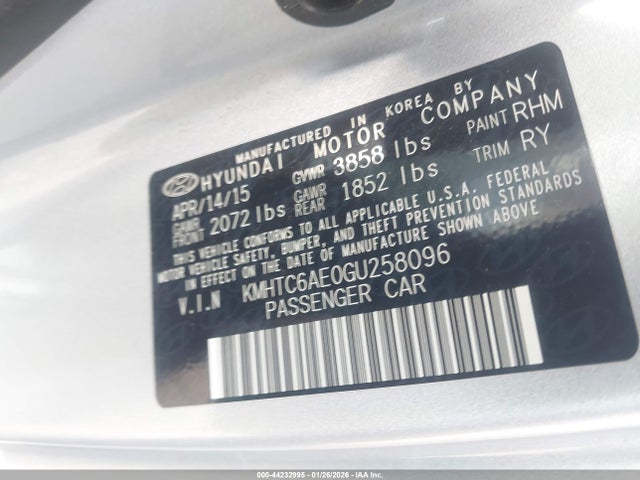 MANUFACTURED IN KOREA BY
HYUNDAI MOTOR COMPANY
APR/14/15 GVWR 3858 lbs PAINT RHM
GAWR FRONT 2072 lbs GAWR REAR 1852 lbs TRIM RY
THIS VEHICLE CONFORMS TO ALL APPLICABLE U.S.A. FEDERAL
MOTOR VEHICLE SAFETY, BUMPER, AND THEFT PREVENTION
STANDARDS IN EFFECT ON THE DATE OF MANUFACTURE SHOWN ABOVE
V.I.N KMHTC6AE0GU258096
PASSENGER CAR
000-44232995 | 01/26/2026 | IAA Inc.